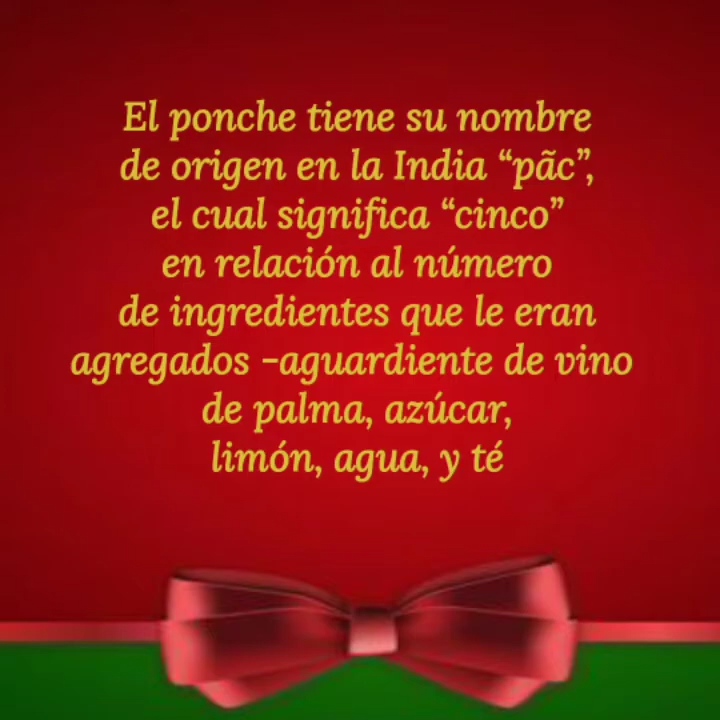 El ponche tiene su nombre
de origen en la India “pãc”,
el cual significa “cinco”
en relación al número
de ingredientes que le eran
agregados -aguardiente de vino
de palma, azúcar,
limón, agua, y té